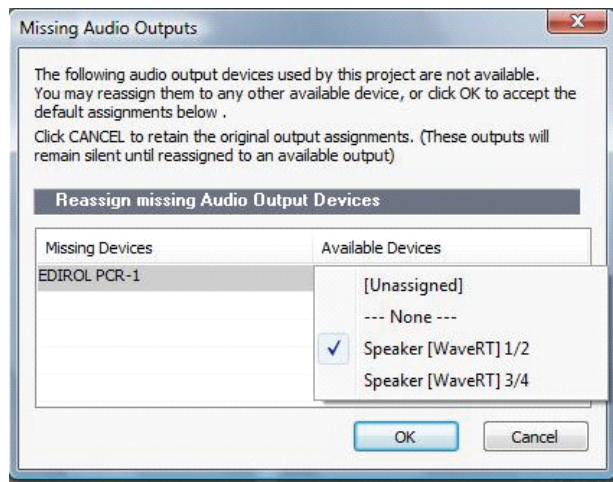 Missing Audio Outputs
The following audio output devices used by this project are not available.
You may reassign them to any other available device, or click OK to accept the
default assignments below .
Click CANCEL to retain the original output assignments. (These outputs will
remain silent until reassigned to an available output)
Reassign missing Audio Output Devices
Missing Devices Available Devices
EDIROL PCR-1
[Unassigned]
--- None ---
Speaker [WaveRT] 1/2
Speaker [WaveRT] 3/4
OK Cancel